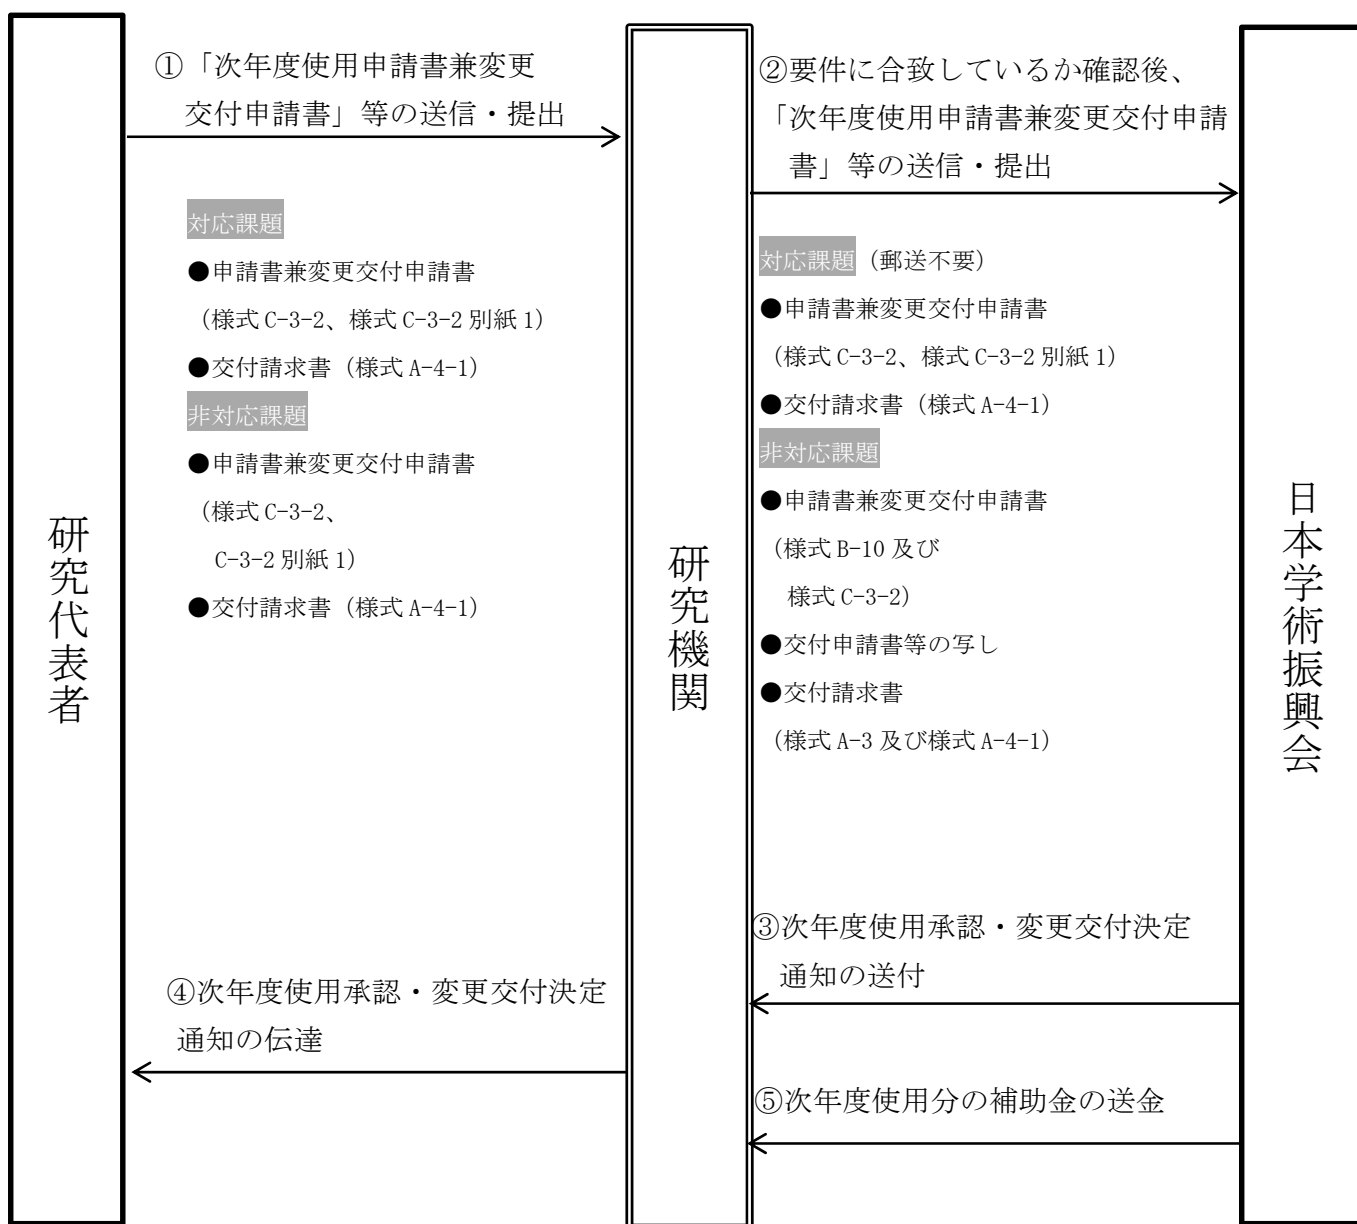 ①「次年度使用申請書兼変更
交付申請書」等の送信・提出
対応課題
●申請書兼変更交付申請書
（様式 C-3-2、様式 C-3-2 別紙 1）
●交付請求書（様式 A-4-1）
非対応課題
●申請書兼変更交付申請書
（様式 C-3-2、
C-3-2 別紙 1）
●交付請求書（様式 A-4-1）
②要件に合致しているか確認後、
「次年度使用申請書兼変更交付申請
書」等の送信・提出
対応課題（郵送不要）
●申請書兼変更交付申請書
（様式 C-3-2、様式 C-3-2 別紙 1）
●交付請求書（様式 A-4-1）
非対応課題
●申請書兼変更交付申請書
（様式 B-10 及び
様式 C-3-2）
●交付申請書等の写し
●交付請求書
（様式 A-3 及び様式 A-4-1）
研究代表者
研究機関
日本学術振興会
③次年度使用承認・変更交付決定
通知の送付
④次年度使用承認・変更交付決定
通知の伝達
⑤次年度使用分の補助金の送金